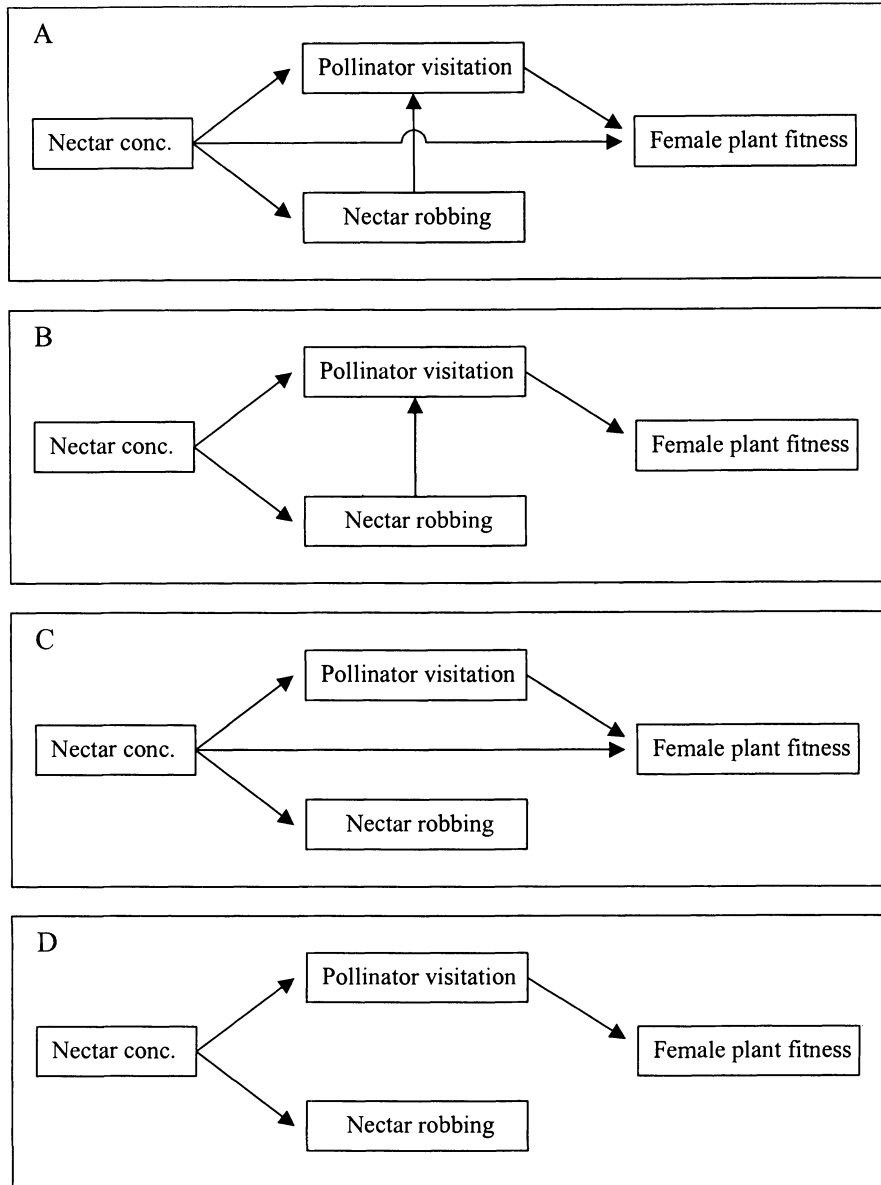 A
Pollinator visitation
Nectar conc.
Female plant fitness
Nectar robbing
B
Pollinator visitation
Nectar conc.
Female plant fitness
Nectar robbing
C
Pollinator visitation
Nectar conc.
Female plant fitness
Nectar robbing
D
Pollinator visitation
Nectar conc.
Female plant fitness
Nectar robbing